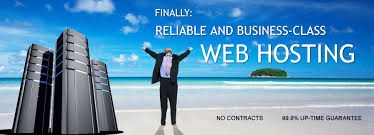 FINALLY:
RELIABLE AND BUSINESS-CLASS
WEB HOSTING
NO CONTRACTS 99.9% UP-TIME GUARANTEE